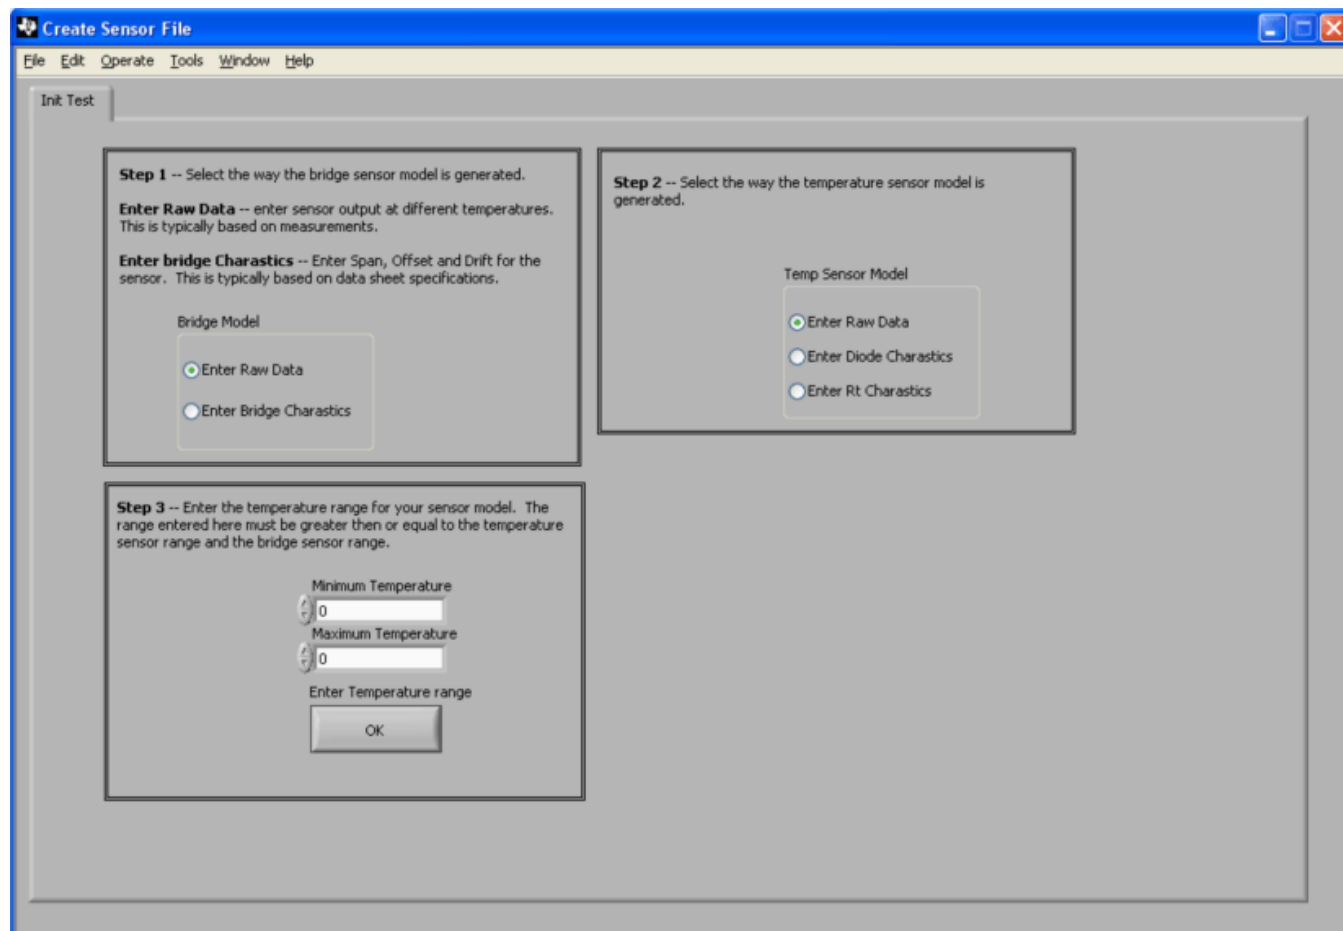 Create Sensor File
File Edit Operate Tools Window Help
Init Test
Step 1 -- Select the way the bridge sensor model is generated.
Enter Raw Data -- enter sensor output at different temperatures.
This is typically based on measurements.
Enter bridge Charastics -- Enter Span, Offset and Drift for the
sensor. This is typically based on data sheet specifications.
Bridge Model
Enter Raw Data
Enter Bridge Charastics
Step 2 -- Select the way the temperature sensor model is
generated.
Temp Sensor Model
Enter Raw Data
Enter Diode Charastics
Enter Rt Charastics
Step 3 -- Enter the temperature range for your sensor model. The
range entered here must be greater then or equal to the temperature
sensor range and the bridge sensor range.
Minimum Temperature
0
Maximum Temperature
0
Enter Temperature range
OK